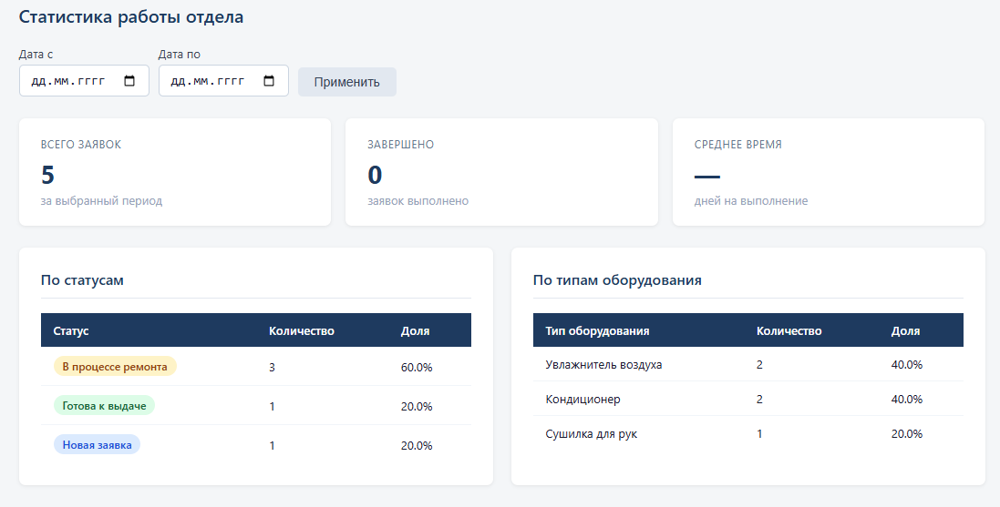 Статистика работы отдела
Дата с Дата по
дд.мм.гггг дд.мм.гггг Применить
ВСЕГО ЗАЯВОК
5
за выбранный период
ЗАВЕРШЕНО
0
заявок выполнено
СРЕДНЕЕ ВРЕМЯ
—
дней на выполнение
По статусам
Статус Количество Доля
В процессе ремонта 3 60.0%
Готова к выдаче 1 20.0%
Новая заявка 1 20.0%
По типам оборудования
Тип оборудования Количество Доля
Увлажнитель воздуха 2 40.0%
Кондиционер 2 40.0%
Сушилка для рук 1 20.0%